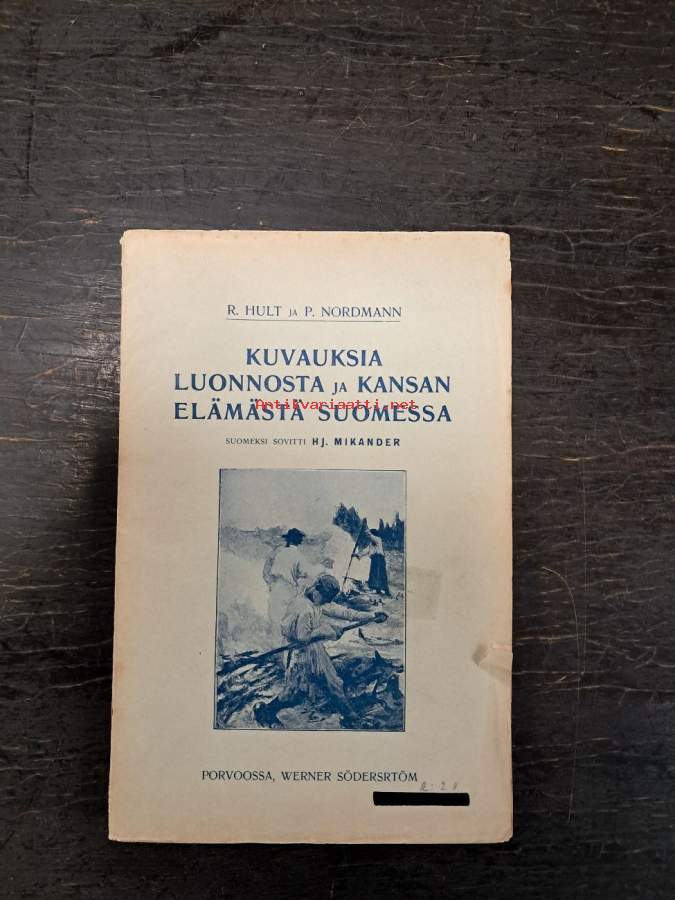 R. HULT JA P. NORDMANN
KUVAUKSIA
LUONNOSTA JA KANSAN
Antikvariaatti.net
ELÄMÄSTÄ SUOMESSA
SUOMEKSI SOVITTI HJ. MIKANDER
PORVOOSSA, WERNER SÖDERSRTÖM